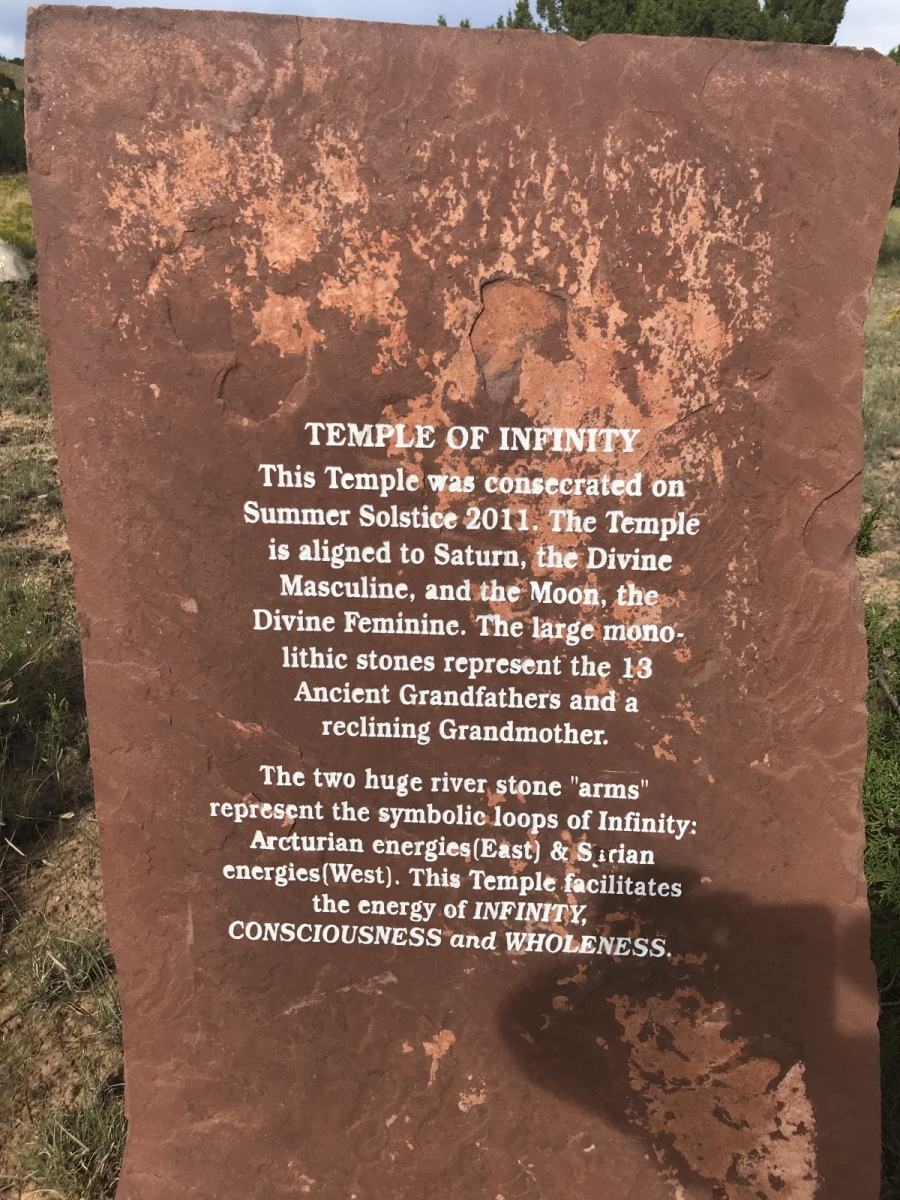 TEMPLE OF INFINITY
This Temple was consecrated on
Summer Solstice 2011. The Temple
is aligned to Saturn, the Divine
Masculine, and the Moon, the
Divine Feminine. The large mono-
lithic stones represent the 13
Ancient Grandfathers and a
reclining Grandmother.
The two huge river stone "arms"
represent the symbolic loops of Infinity:
Arcturian energies(East) &
energies(West). This Temple facilitates
the energy of INFINITY,
CONSCIOUSNESS and WHOLENESS.